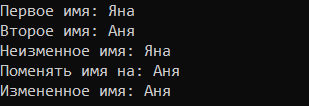 Первое имя: Яна
Второе имя: Аня
Неизменное имя: Яна
Поменять имя на: Аня
Измененное имя: Аня